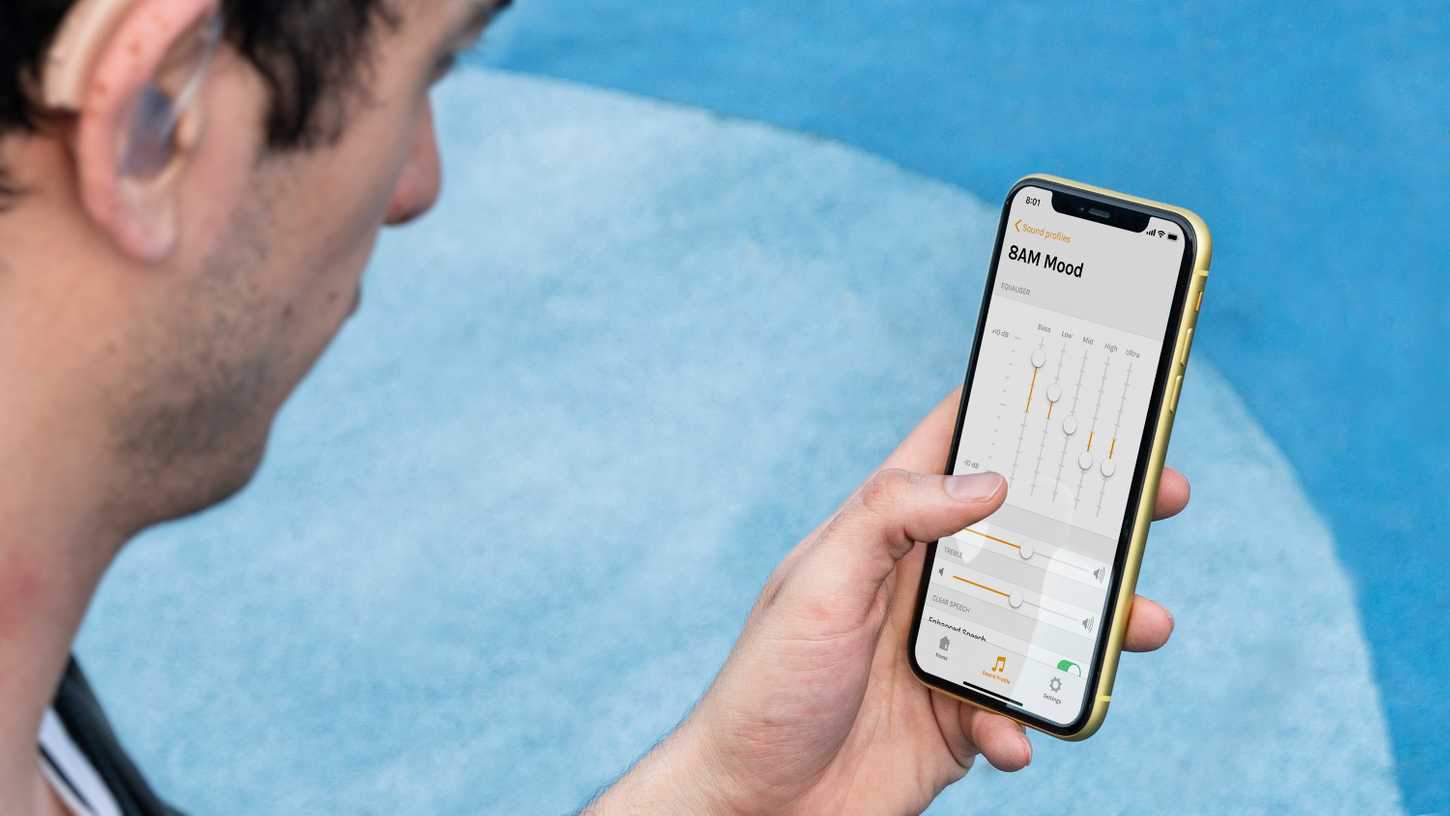 8:01
Sound profiles
8AM Mood
EQUALISER
Bass Low Mid High Ultra
+10 dB
-10 dB
TREBLE
CLEAR SPEECH
Enhanced Speech
Home Sound Profile Settings